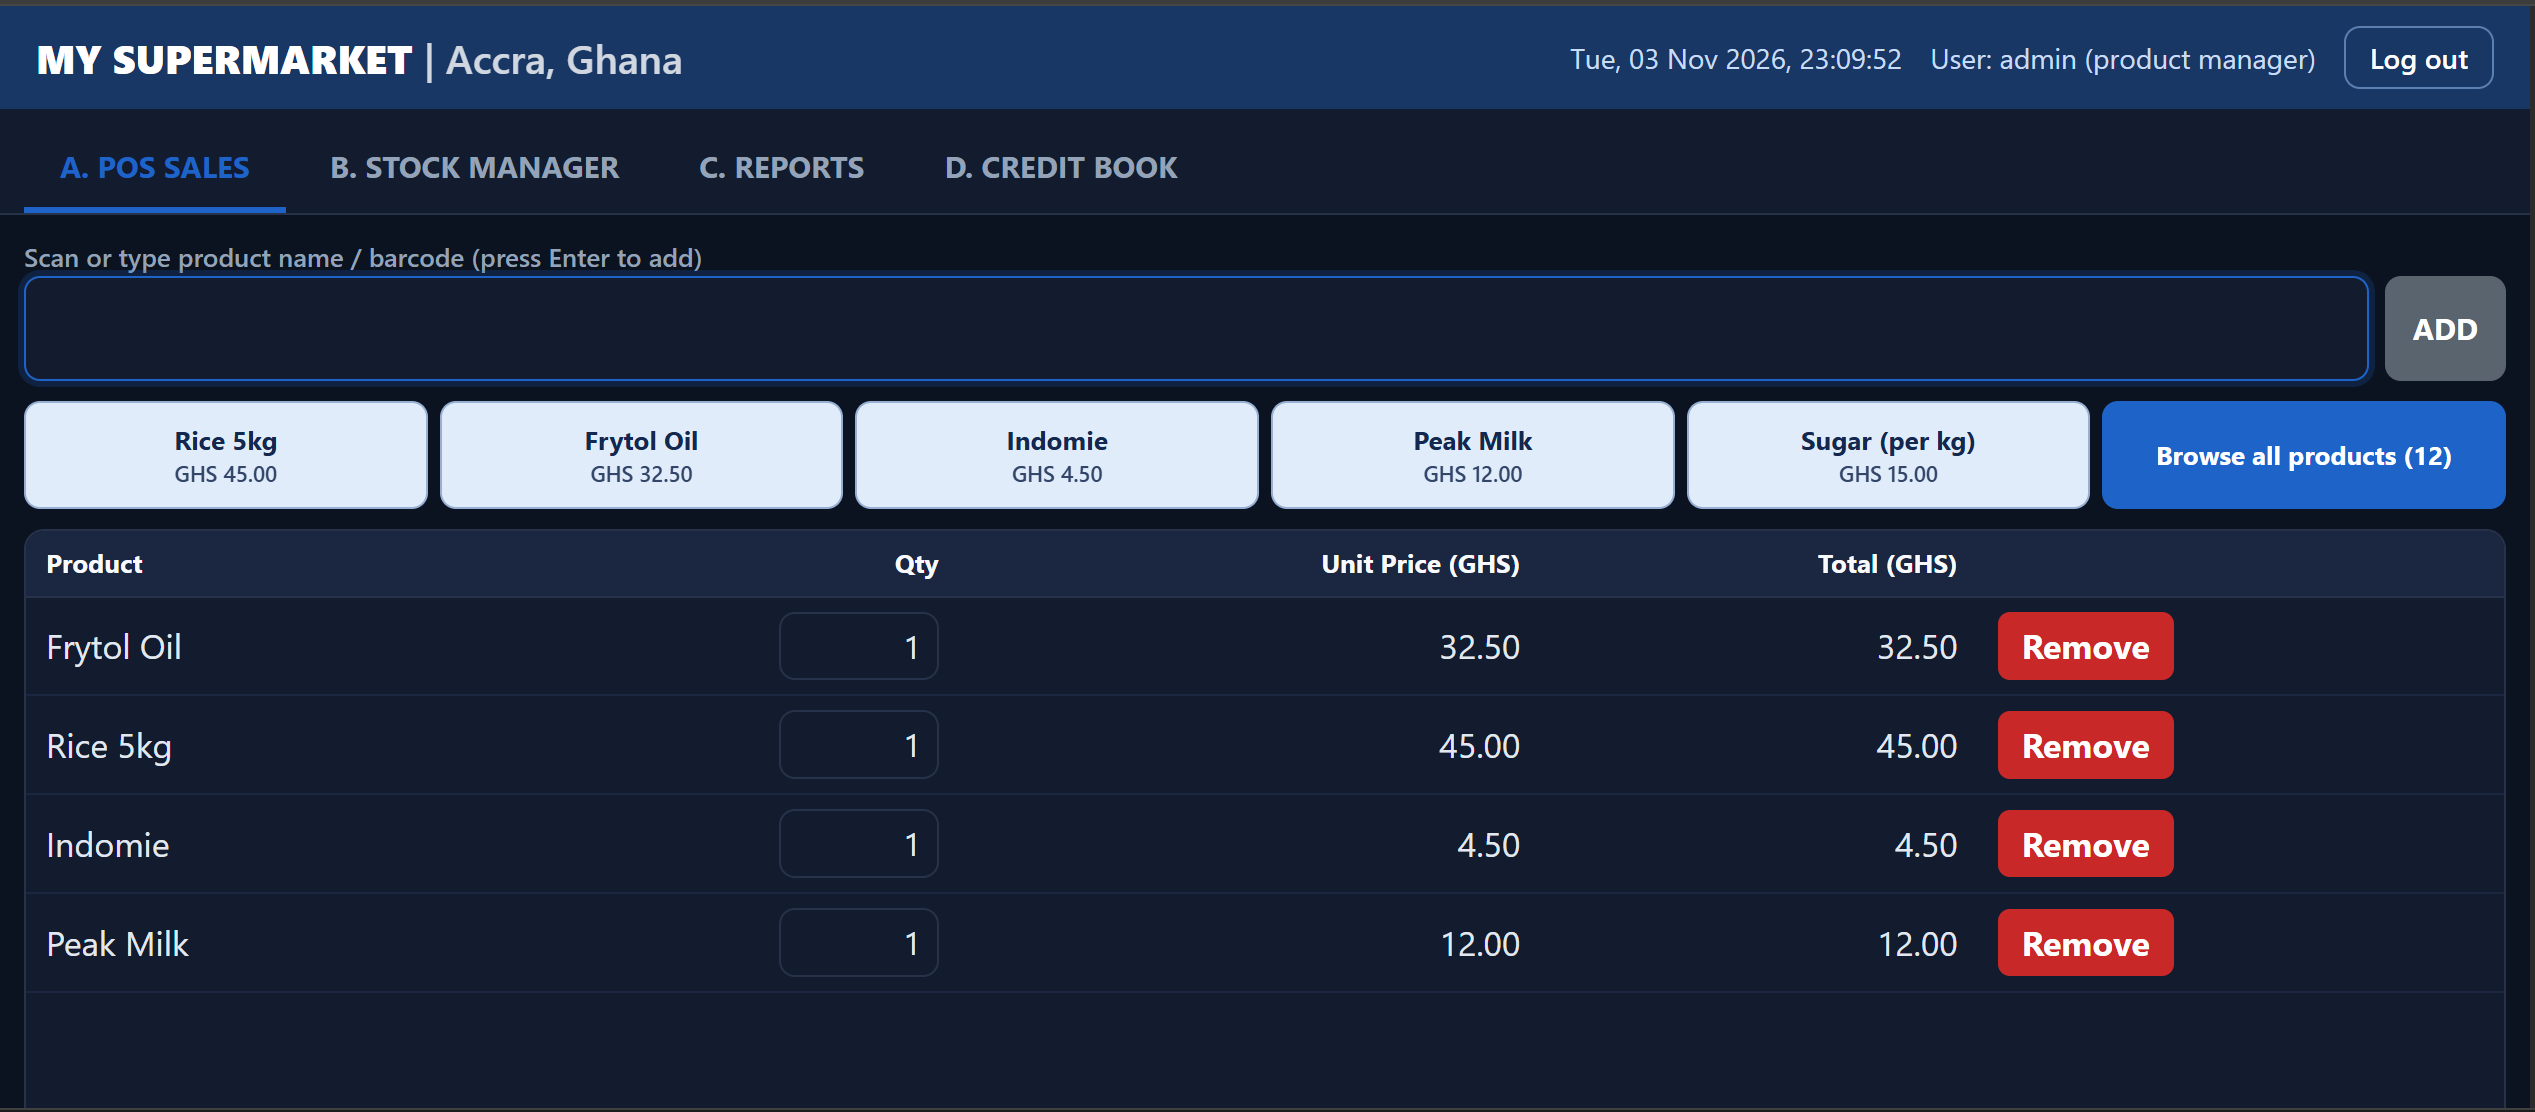 MY SUPERMARKET | Accra, Ghana
Tue, 03 Nov 2026, 23:09:52 User: admin (product manager) Log out
A. POS SALES B. STOCK MANAGER C. REPORTS D. CREDIT BOOK
Scan or type product name / barcode (press Enter to add)
ADD
Rice 5kg
GHS 45.00
Frytol Oil
GHS 32.50
Indomie
GHS 4.50
Peak Milk
GHS 12.00
Sugar (per kg)
GHS 15.00
Browse all products (12)
Product Qty Unit Price (GHS) Total (GHS)
Frytol Oil 1 32.50 32.50 Remove
Rice 5kg 1 45.00 45.00 Remove
Indomie 1 4.50 4.50 Remove
Peak Milk 1 12.00 12.00 Remove